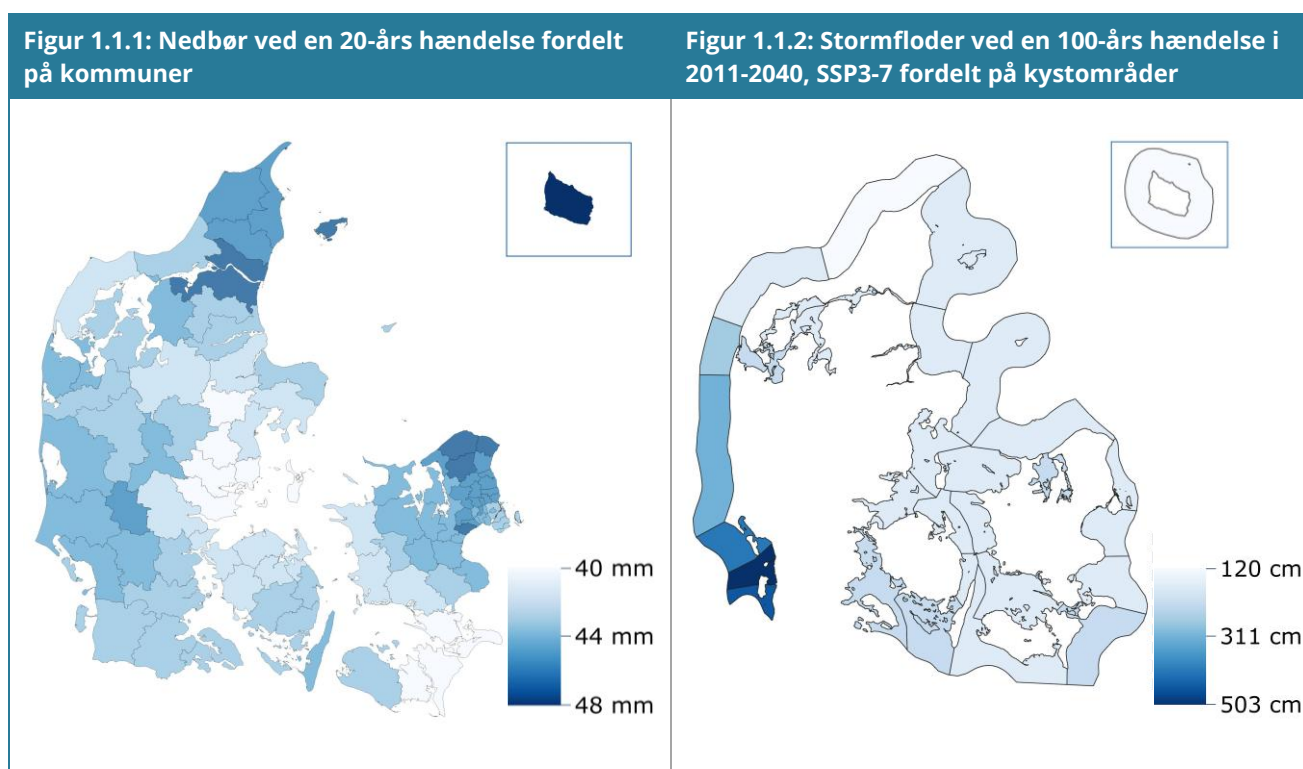 Figur 1.1.1: Nedbør ved en 20-års hændelse fordelt
på kommuner
40 mm
44 mm
48 mm
Figur 1.1.2: Stormfloder ved en 100-års hændelse i
2011-2040, SSP3-7 fordelt på kystområder
120 cm
311 cm
503 cm